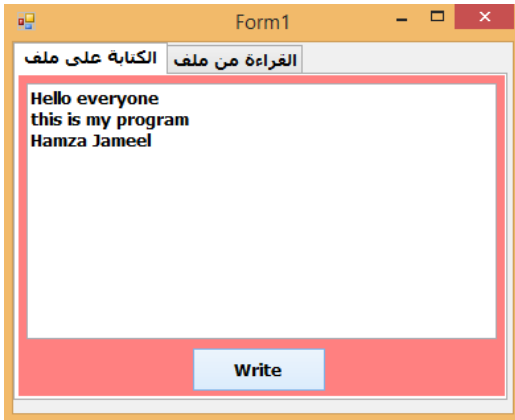 Form1
الكتابة على ملف
القراءة من ملف
Hello everyone
this is my program
Hamza Jameel
Write